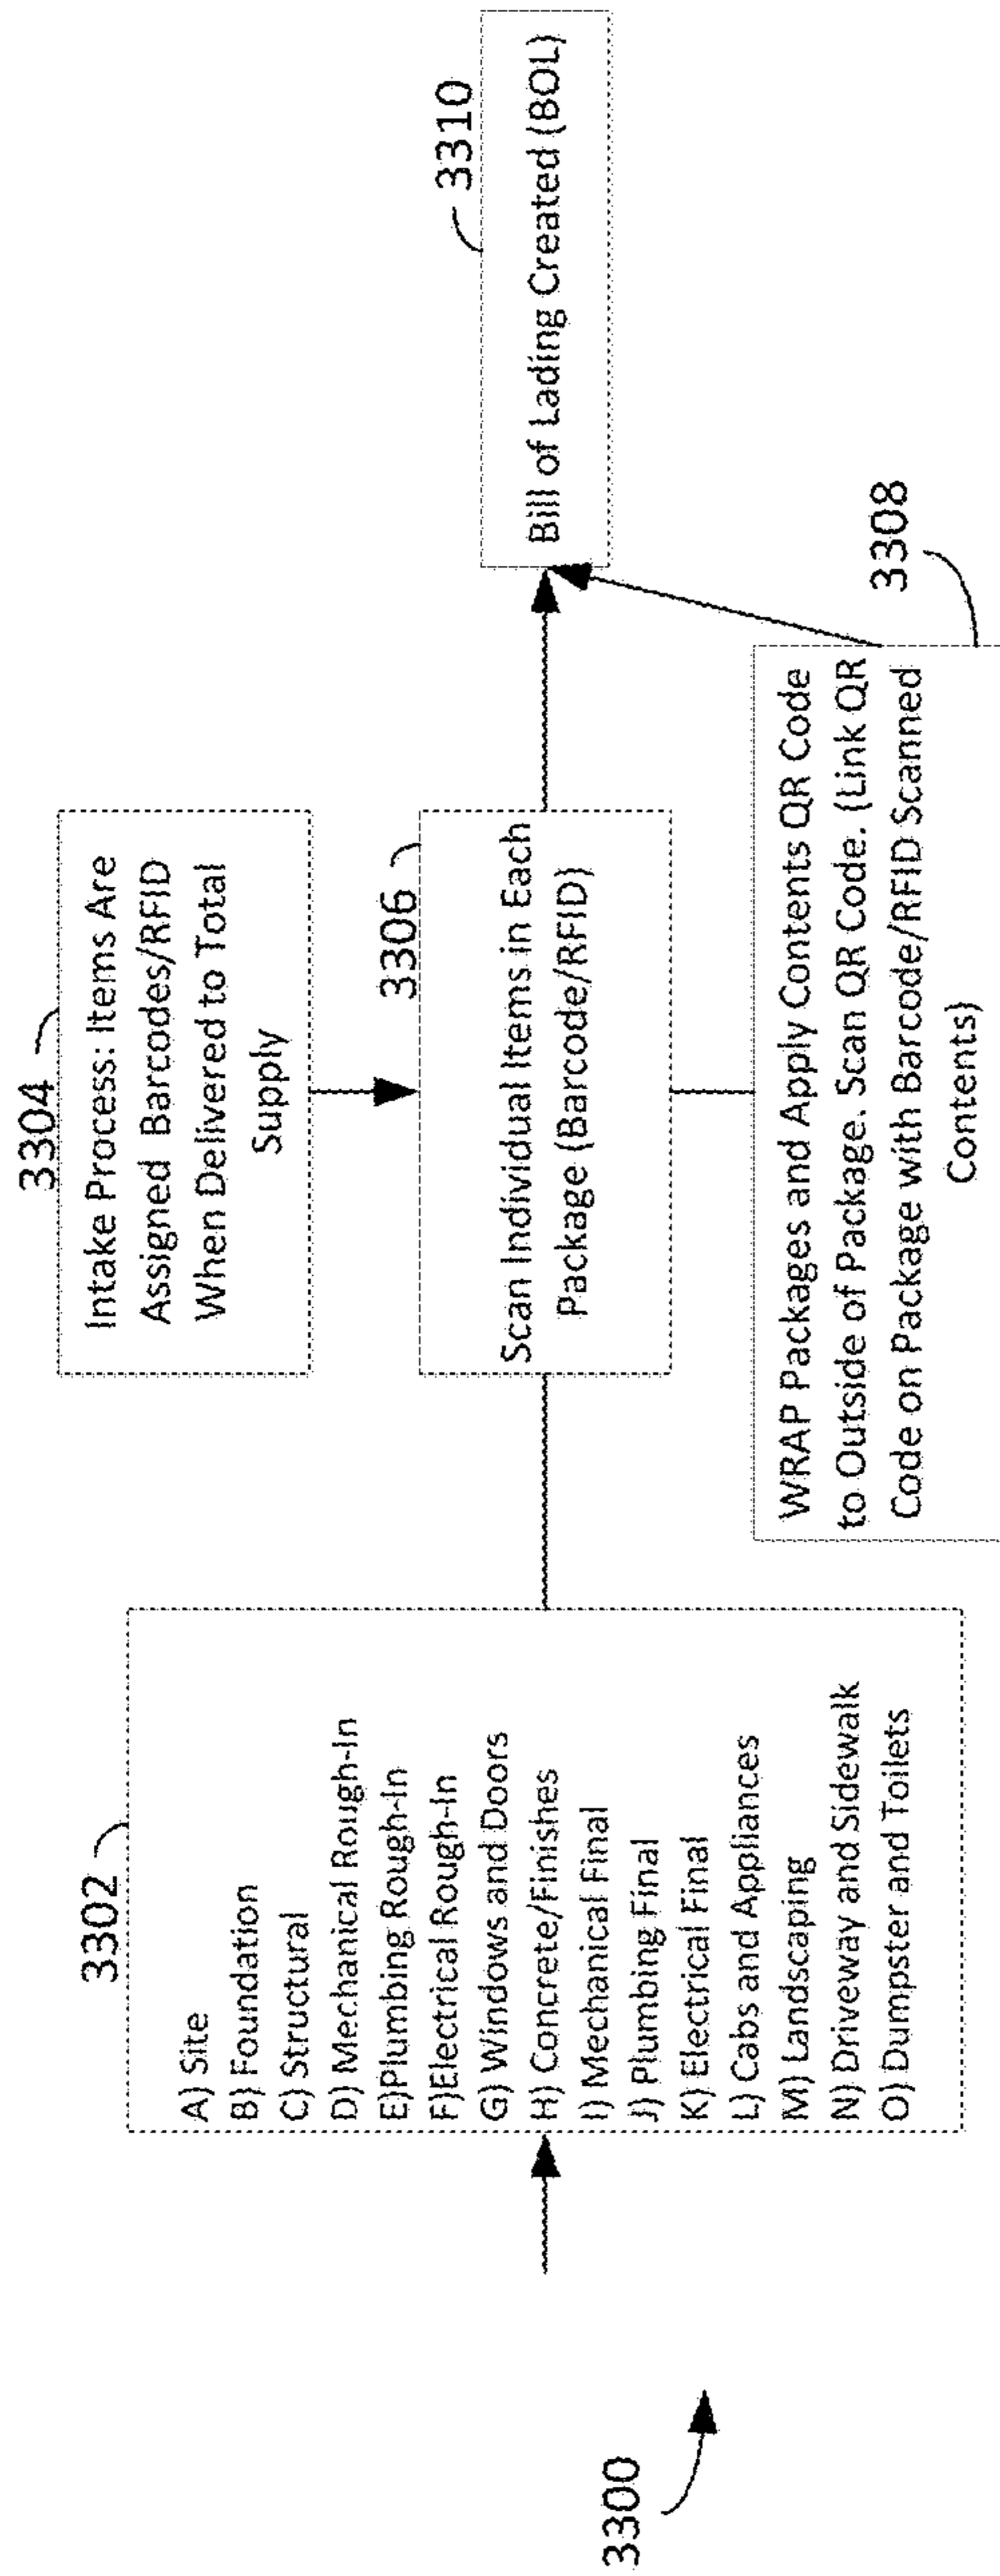 3300
3302
A) Site
B) Foundation
C) Structural
D) Mechanical Rough-In
E)Plumbing Rough-In
F)Electrical Rough-In
G) Windows and Doors
H) Concrete/Finishes
I) Mechanical Final
J) Plumbing Final
K) Electrical Final
L) Cabs and Appliances
M) Landscaping
N) Driveway and Sidewalk
O) Dumpster and Toilets
3304
Intake Process: Items Are
Assigned Barcodes/RFID
When Delivered to Total
Supply
3306
Scan Individual Items in Each
Package (Barcode/RFID)
WRAP Packages and Apply Contents QR Code
to Outside of Package. Scan QR Code. (Link QR
Code on Package with Barcode/RFID Scanned
Contents)
3308
3310
Bill of Lading Created (BOL)